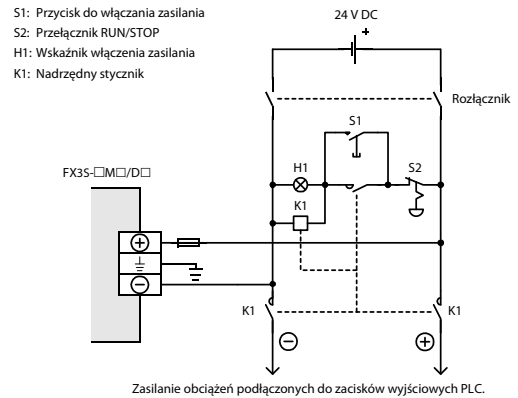 S1: Przycisk do włączania zasilania
S2: Przełącznik RUN/STOP
H1: Wskaźnik włączenia zasilania
K1: Nadrzędny stycznik
24 V DC
+
Rozłącznik
S1
FX3S-□M□/D□
H1
S2
K1
+
−
K1
K1
−
+
Zasilanie obciążeń podłączonych do zacisków wyjściowych PLC.